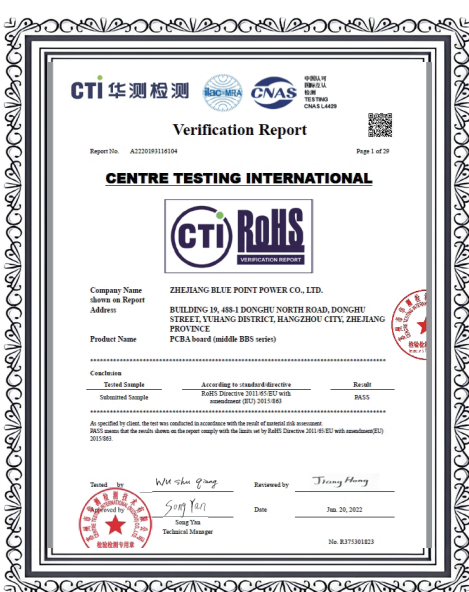 CTI 华测检测
ilac-MRA
CNAS
中国认可
国际互认
检测
TESTING
CNAS L4429
Verification Report
Report No. A2220193116104
Page 1 of 29
CENTRE TESTING INTERNATIONAL
CTI RoHS
VERIFICATION REPORT
Company Name ZHEJIANG BLUE POINT POWER CO., LTD.
shown on Report
Address BUILDING 19, 488-1 DONGHU NORTH ROAD, DONGHU
STREET, YUHANG DISTRICT, HANGZHOU CITY, ZHEJIANG
PROVINCE
Product Name PCBA board (middle BBS series)
Conclusion
Tested Sample According to standard/directive Result
Submitted Sample RoHS Directive 2011/65/EU with
amendment (EU) 2015/863 PASS
As specified by client, the test was conducted in accordance with the result of material risk assessment.
PASS means that the results shown on the report comply with the limits set by RoHS Directive 2011/65/EU with amendment(EU)
2015/863.
Tested by Wu shu qiang Reviewed by
Approved by Song Yan Date Jun. 20, 2022
Song Yan
Technical Manager
检验检测专用章
No. R375301823